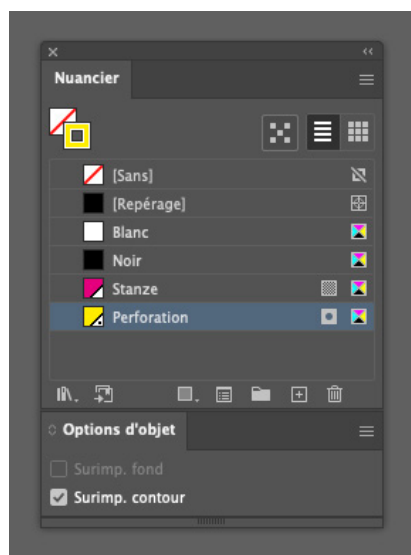 Nuancier
[Sans]
[Repérage]
Blanc
Noir
Stanze
Perforation
Options d'objet
Surimp. fond
Surimp. contour